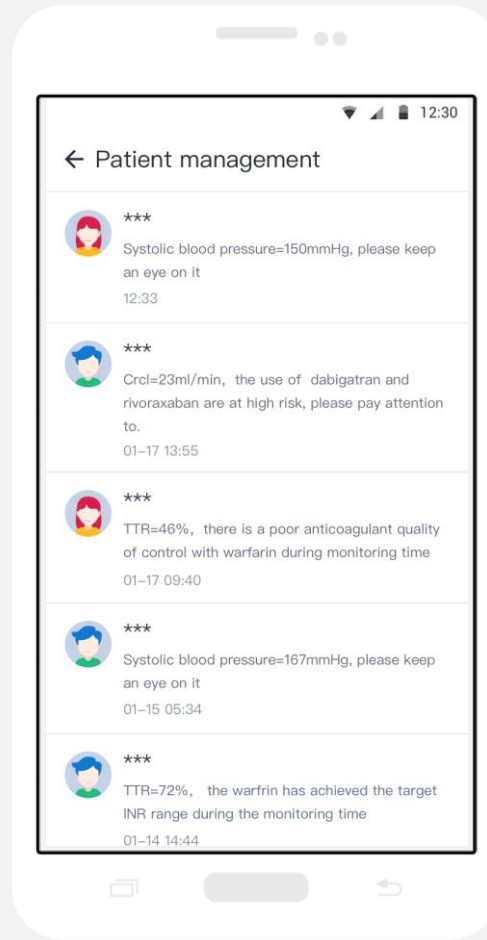 12:30
← Patient management
***
Systolic blood pressure=150mmHg, please keep
an eye on it
12:33
***
Crcl=23ml/min, the use of dabigatran and
rivoraxaban are at high risk, please pay attention
to.
01-17 13:55
***
TTR=46%, there is a poor anticoagulant quality
of control with warfarin during monitoring time
01-17 09:40
***
Systolic blood pressure=167mmHg, please keep
an eye on it
01-15 05:34
***
TTR=72%, the warfrin has achieved the target
INR range during the monitoring time
01-14 14:44